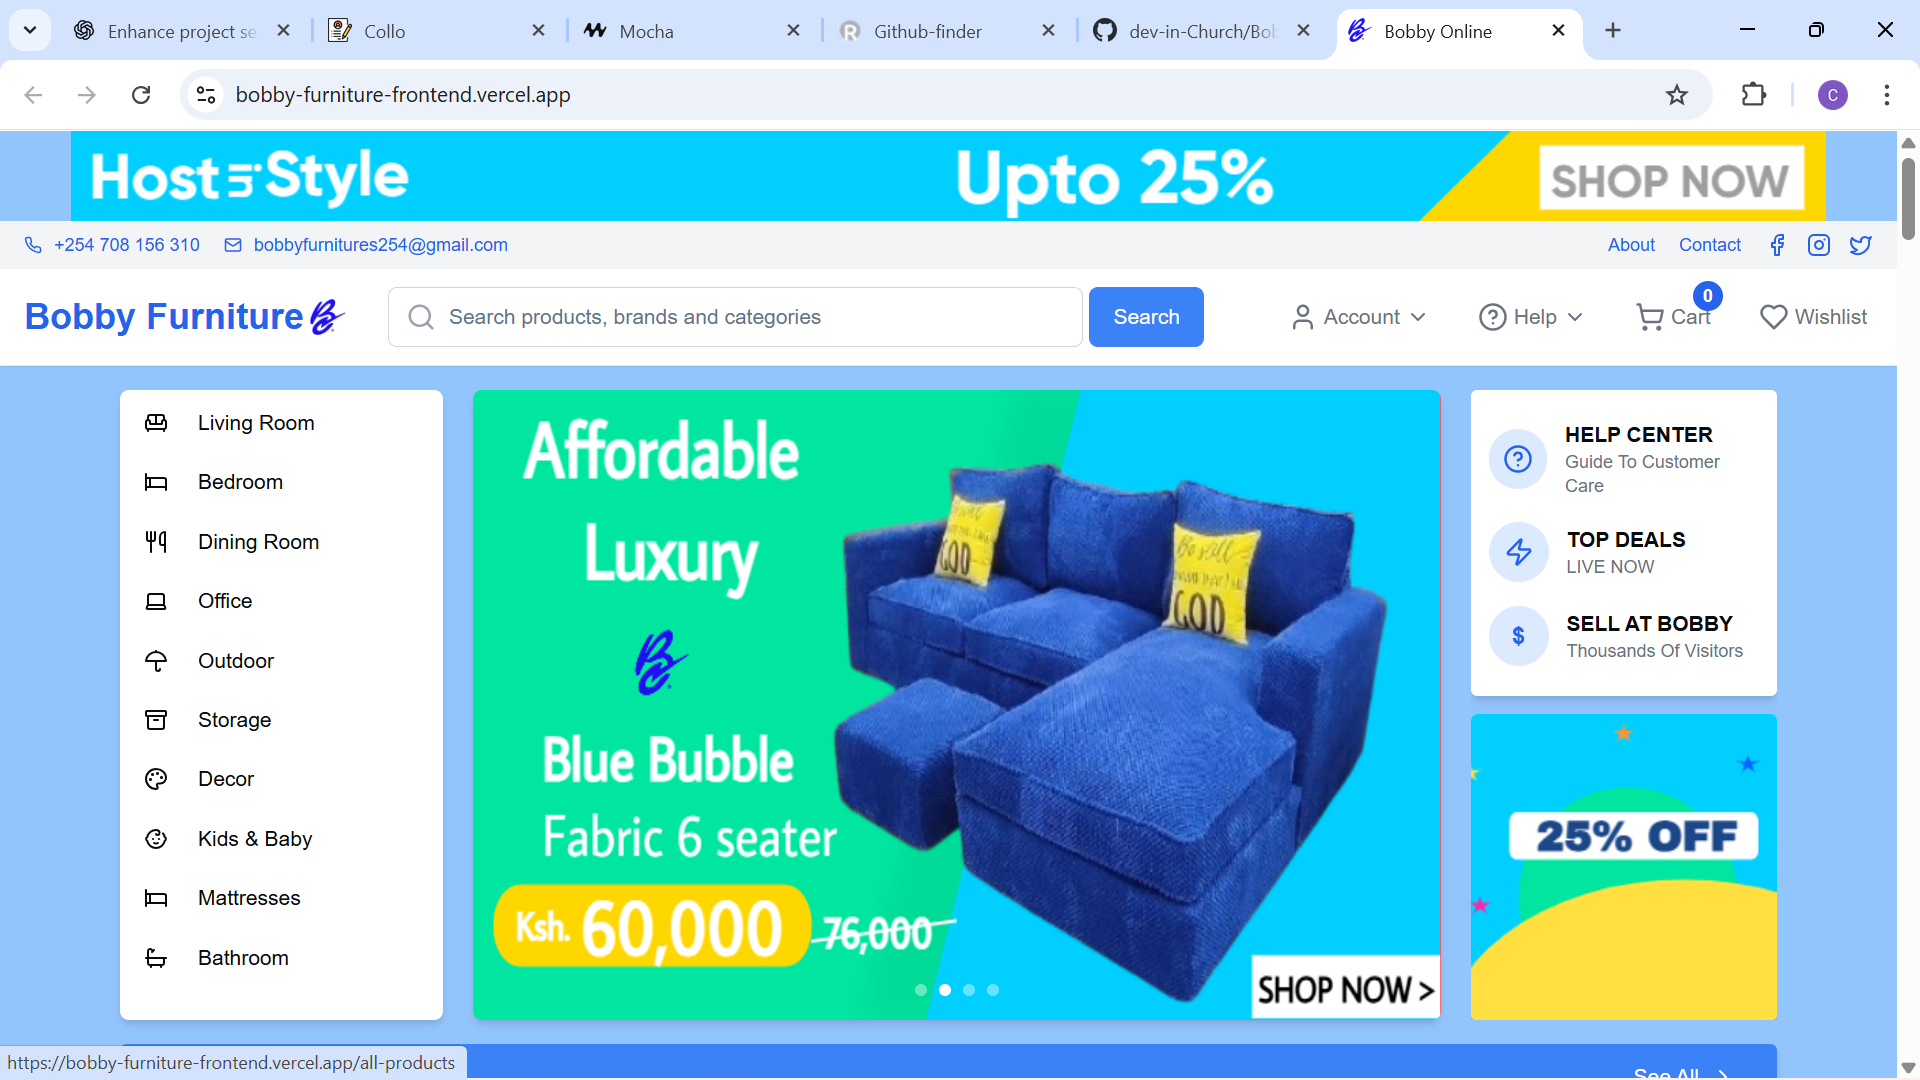 Enhance project se
Collo
Mocha
Github-finder
dev-in-Church/Bob
Bobby Online
bobby-furniture-frontend.vercel.app
C
Host Style
Upto 25%
SHOP NOW
+254 708 156 310
bobbyfurnitures254@gmail.com
About
Contact
Bobby Furniture
Search products, brands and categories
Search
Account
Help
0
Cart
Wishlist
Living Room
Bedroom
Dining Room
Office
Outdoor
Storage
Decor
Kids & Baby
Mattresses
Bathroom
Affordable
Luxury
Blue Bubble
Fabric 6 seater
Ksh. 60,000
76,000
GOD
Be still
GOD
SHOP NOW >
HELP CENTER
Guide To Customer
Care
TOP DEALS
LIVE NOW
$
SELL AT BOBBY
Thousands Of Visitors
25% OFF
https://bobby-furniture-frontend.vercel.app/all-products
See All